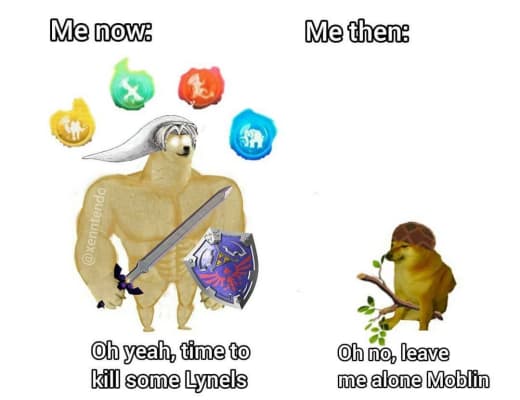 Me now:
Me then:
@xenntendo
Oh yeah, time to
kill some Lynels
Oh no, leave
me alone Moblin